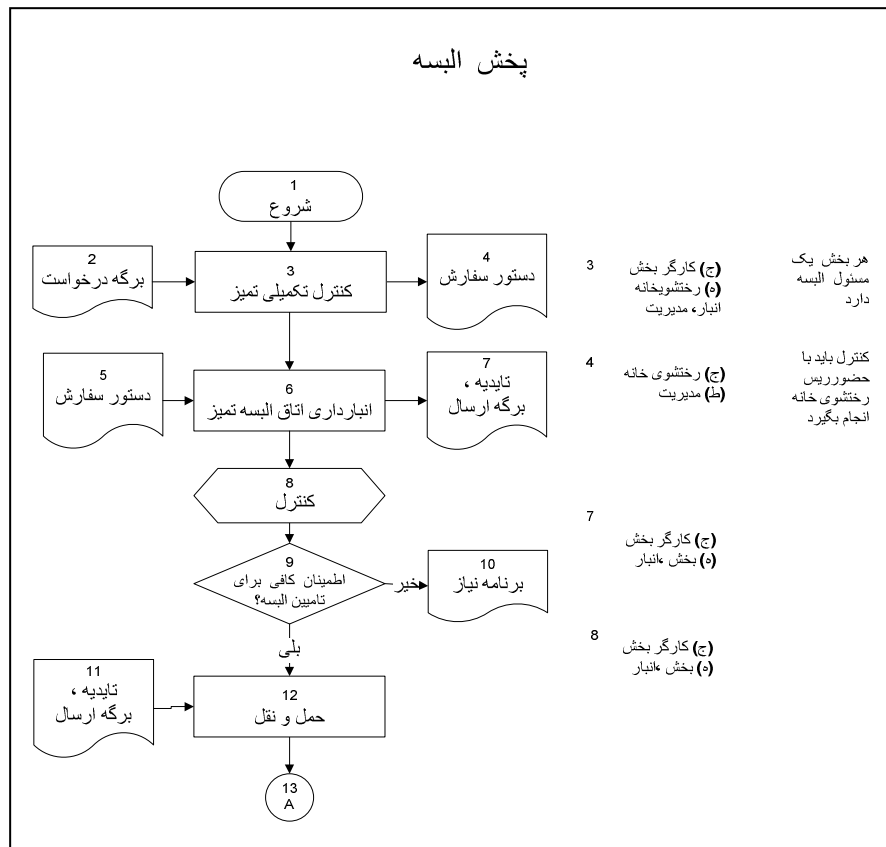 پخش البسه
1
شروع
2
برگه درخواست
3
کنترل تکمیلی تمیز
4
دستور سفارش
5
دستور سفارش
6
انبارداری اتاق البسه تمیز
7
تایدیه ،
برگه ارسال
8
کنترل
9
اطمینان کافی برای
تامیین البسه؟
خیر
10
برنامه نیاز
بلی
11
تایدیه ،
برگه ارسال
12
حمل و نقل
13
A
3
(ج) کارگر بخش
(ه) رختشویخانه
انبار، مدیریت
هر بخش یک
مسئول البسه
دارد
4
(ج) رختشوی خانه
(ط) مدیریت
کنترل باید با
حضورریس
رختشوی خانه
انجام بگیرد
7
(ج) کارگر بخش
(ه) بخش ،انبار
8
(ج) کارگر بخش
(ه) بخش ،انبار